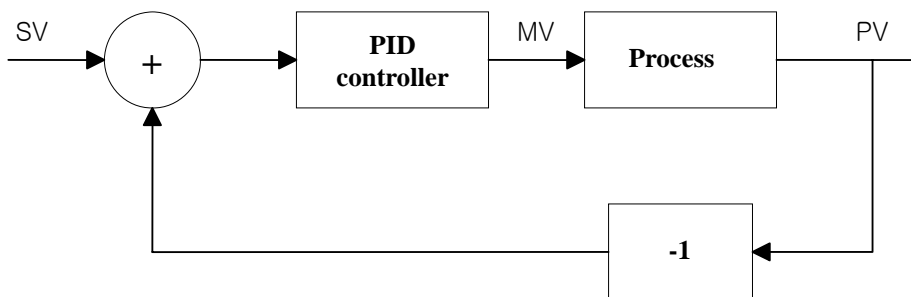 SV
+
PID
controller
MV
Process
PV
-1